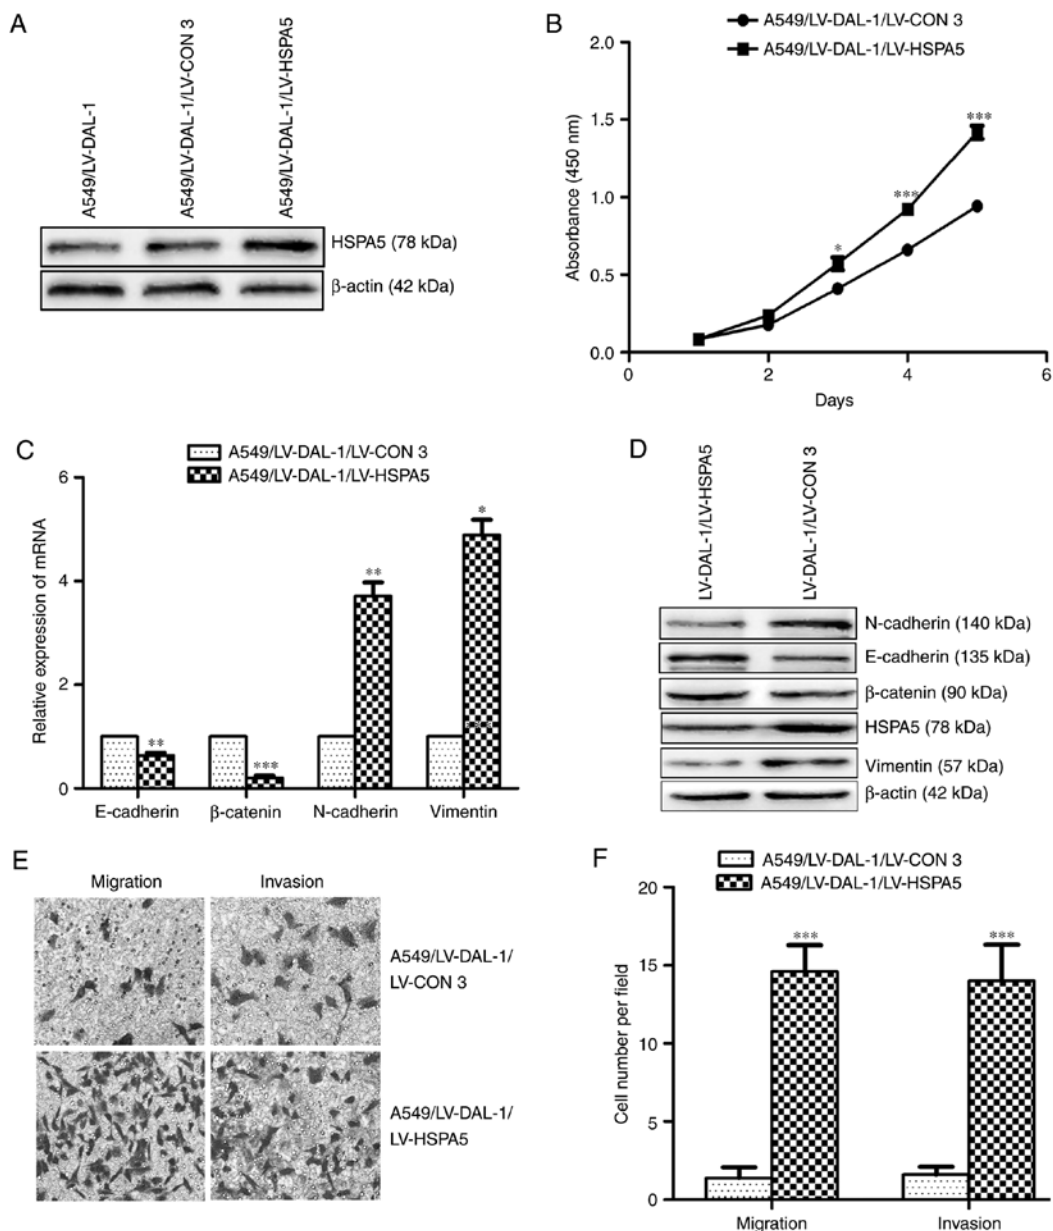 A
A549/LV-DAL-1
A549/LV-DAL-1/LV-CON 3
A549/LV-DAL-1/LV-HSPA5
HSPA5 (78 kDa)
β-actin (42 kDa)
B
A549/LV-DAL-1/LV-CON 3
A549/LV-DAL-1/LV-HSPA5
Absorbance (450 nm)
2.0
1.5
1.0
0.5
0.0
***
***
*
0
2
4
6
Days
C
A549/LV-DAL-1/LV-CON 3
A549/LV-DAL-1/LV-HSPA5
Relative expression of mRNA
6
4
2
0
**
***
**
*
E-cadherin
β-catenin
N-cadherin
Vimentin
D
LV-DAL-1/LV-HSPA5
LV-DAL-1/LV-CON 3
N-cadherin (140 kDa)
E-cadherin (135 kDa)
β-catenin (90 kDa)
HSPA5 (78 kDa)
Vimentin (57 kDa)
β-actin (42 kDa)
E
Migration
Invasion
A549/LV-DAL-1/
LV-CON 3
A549/LV-DAL-1/
LV-HSPA5
F
A549/LV-DAL-1/LV-CON 3
A549/LV-DAL-1/LV-HSPA5
Cell number per field
20
15
10
5
0
***
***
Migration
Invasion